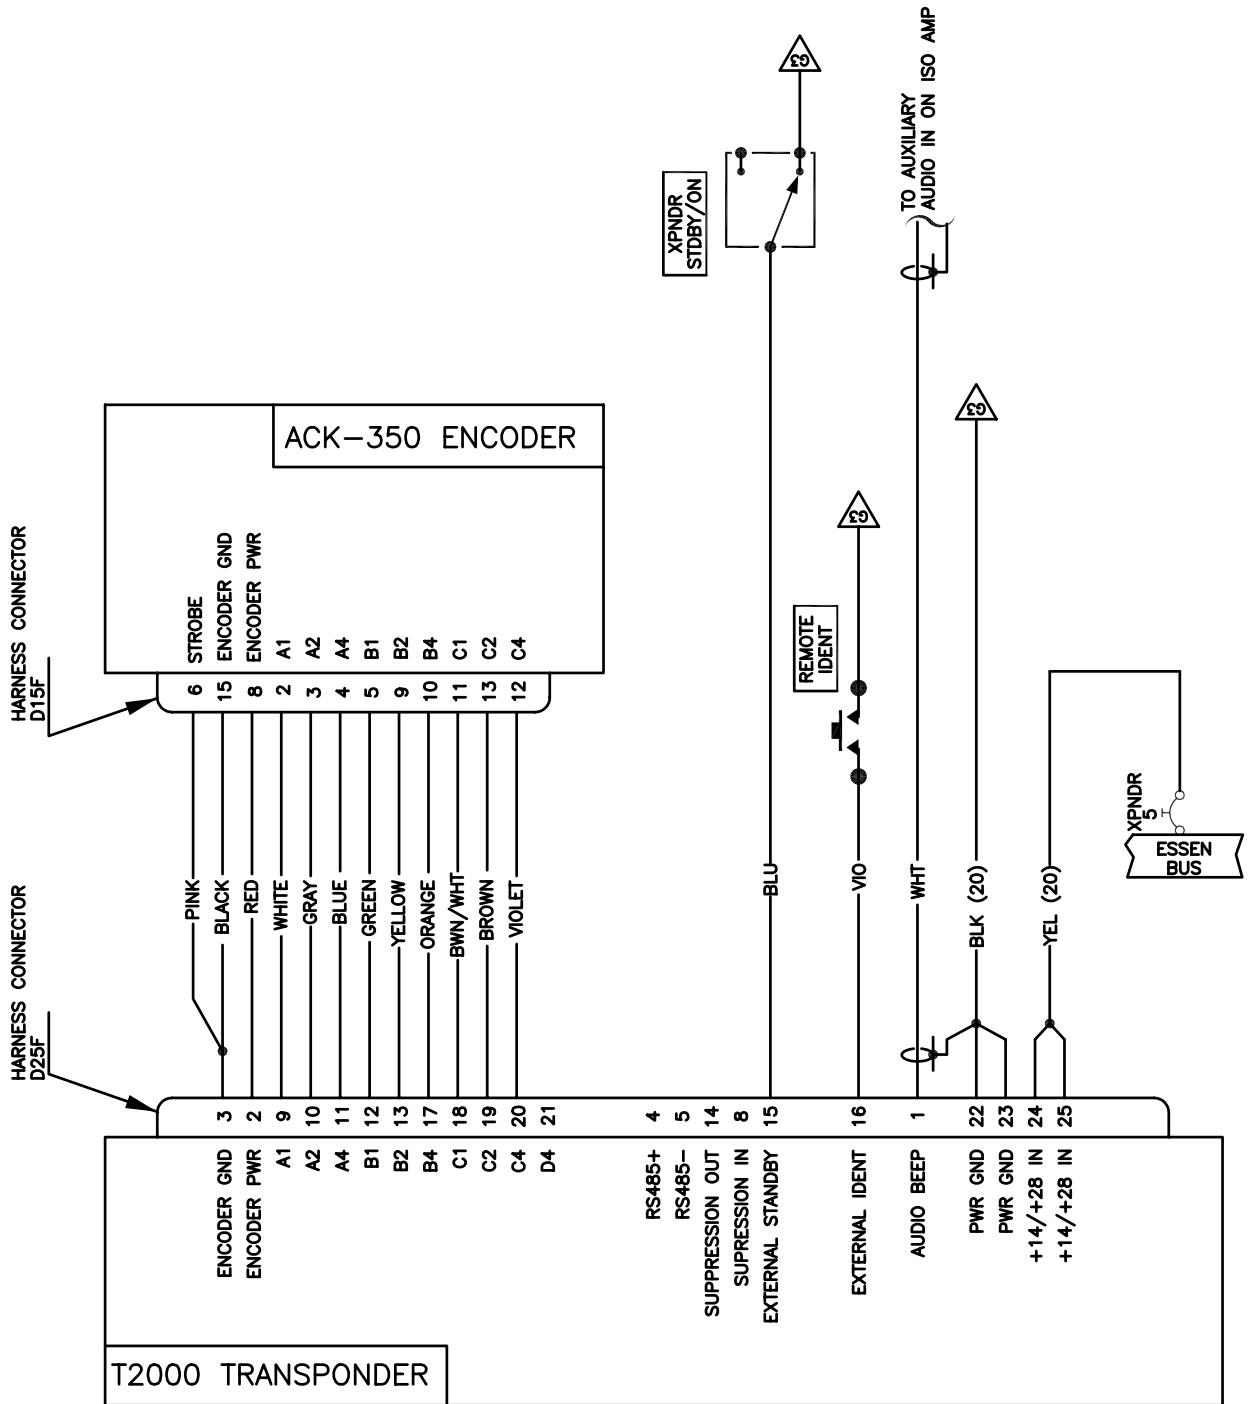 TO AUXILIARY
AUDIO IN ON ISO AMP
G3
XPNDR
STDBY/ON
ACK-350 ENCODER
G3
HARNESS CONNECTOR
D15F
STROBE
ENCODER GND
ENCODER PWR
A1
A2
A4
B1
B2
B4
C1
C2
C4
6
15
8
2
3
4
5
9
10
11
13
12
G3
REMOTE
IDENT
XPNDR
5
ESSEN
BUS
PINK
BLACK
RED
WHITE
GRAY
BLUE
GREEN
YELLOW
ORANGE
BWN/WHT
BROWN
VIOLET
BLU
VIO
WHT
BLK (20)
YEL (20)
HARNESS CONNECTOR
D25F
3
2
9
10
11
12
13
17
18
19
20
21
4
5
14
8
15
16
1
22
23
24
25
ENCODER GND
ENCODER PWR
A1
A2
A4
B1
B2
B4
C1
C2
C4
D4
RS485+
RS485-
SUPPRESSION OUT
SUPRESSION IN
EXTERNAL STANDBY
EXTERNAL IDENT
AUDIO BEEP
PWR GND
PWR GND
+14/+28 IN
+14/+28 IN
T2000 TRANSPONDER